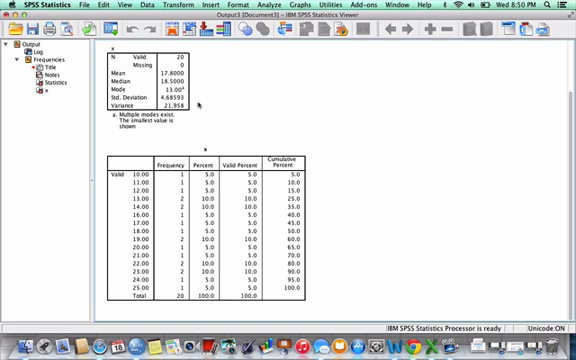 SPSS Statistics File Edit View Data Transform Insert Format Analyze Graphs Utilities Add-ons Window Help
Wed 8:50 PM
Output3 [Document3] - IBM SPSS Statistics Viewer
Output
Log
Frequencies
Title
Notes
Statistics
x
x
N Valid 20
Missing 0
Mean 17.8000
Median 18.5000
Mode 13.00a
Std. Deviation 4.68593
Variance 21.958
a. Multiple modes exist.
The smallest value is
shown
x
Frequency Percent Valid Percent Cumulative Percent
Valid 10.00 1 5.0 5.0 5.0
11.00 1 5.0 5.0 10.0
12.00 1 5.0 5.0 15.0
13.00 2 10.0 10.0 25.0
14.00 2 10.0 10.0 35.0
16.00 1 5.0 5.0 40.0
17.00 1 5.0 5.0 45.0
18.00 1 5.0 5.0 50.0
19.00 2 10.0 10.0 60.0
20.00 1 5.0 5.0 65.0
21.00 1 5.0 5.0 70.0
22.00 2 10.0 10.0 80.0
23.00 2 10.0 10.0 90.0
24.00 1 5.0 5.0 95.0
25.00 1 5.0 5.0 100.0
Total 20 100.0 100.0
IBM SPSS Statistics Processor is ready
Unicode:ON
18